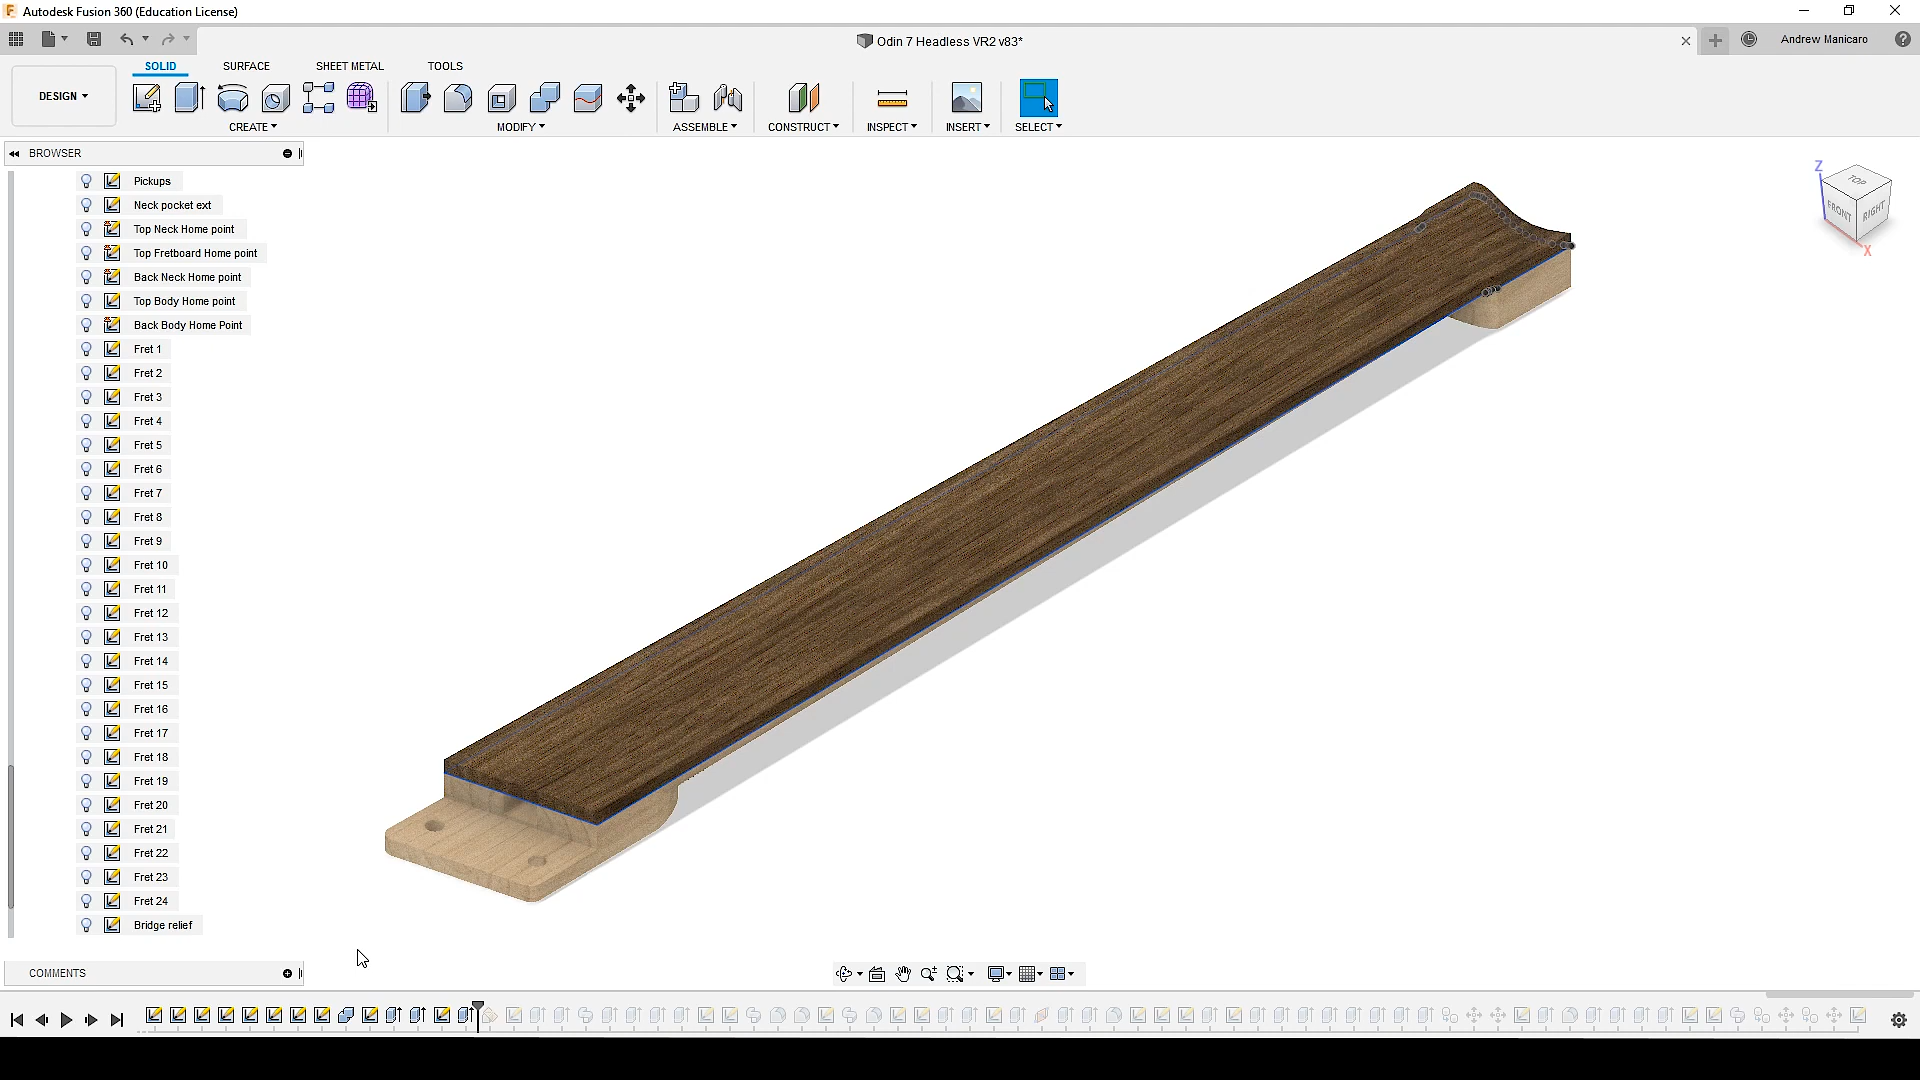 Autodesk Fusion 360 (Education License)
Odin 7 Headless VR2 v83*
Andrew Manicaro
DESIGN
SOLID
SURFACE
SHEET METAL
TOOLS
CREATE
MODIFY
ASSEMBLE
CONSTRUCT
INSPECT
INSERT
SELECT
BROWSER
Pickups
Neck pocket ext
Top Neck Home point
Top Fretboard Home point
Back Neck Home point
Top Body Home point
Back Body Home Point
Fret 1
Fret 2
Fret 3
Fret 4
Fret 5
Fret 6
Fret 7
Fret 8
Fret 9
Fret 10
Fret 11
Fret 12
Fret 13
Fret 14
Fret 15
Fret 16
Fret 17
Fret 18
Fret 19
Fret 20
Fret 21
Fret 22
Fret 23
Fret 24
Bridge relief
Z
TOP
FRONT
RIGHT
X
COMMENTS